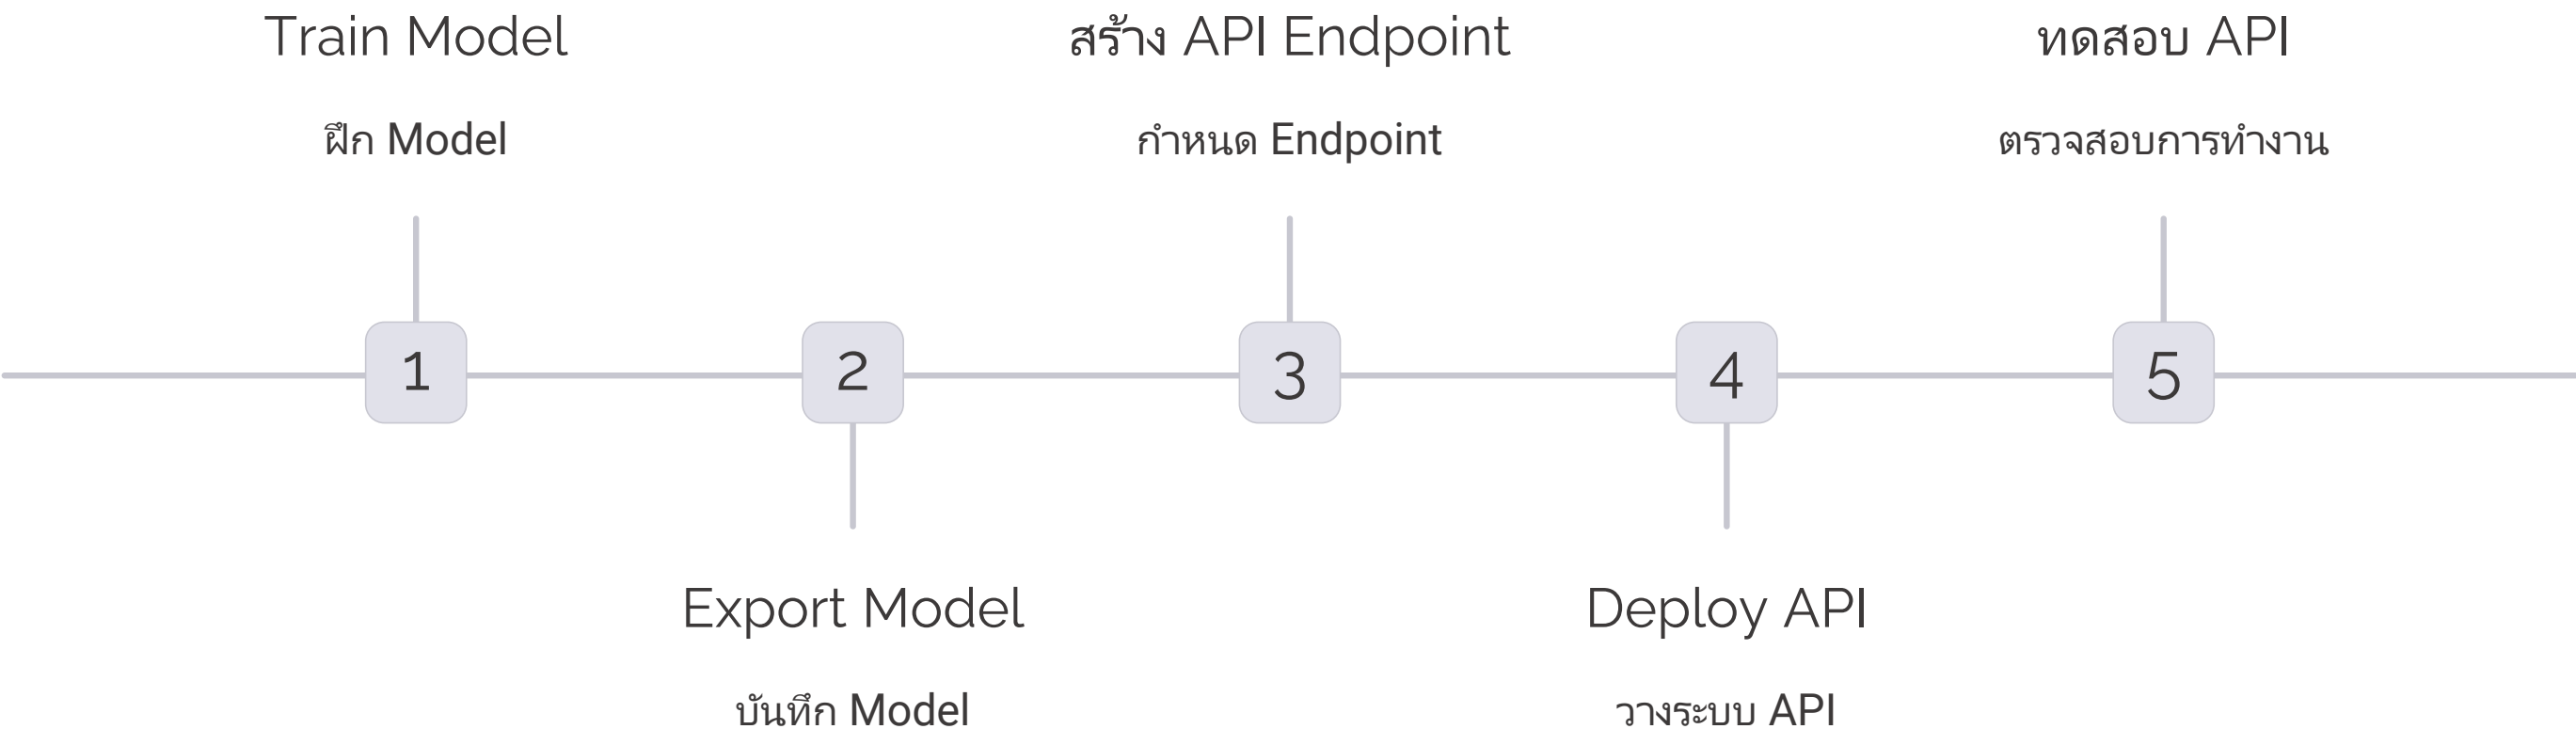 Train Model
ฝึก Model
1
2
Export Model
บันทึก Model
สร้าง API Endpoint
กำหนด Endpoint
3
4
Deploy API
วางระบบ API
ทดสอบ API
ตรวจสอบการทำงาน
5